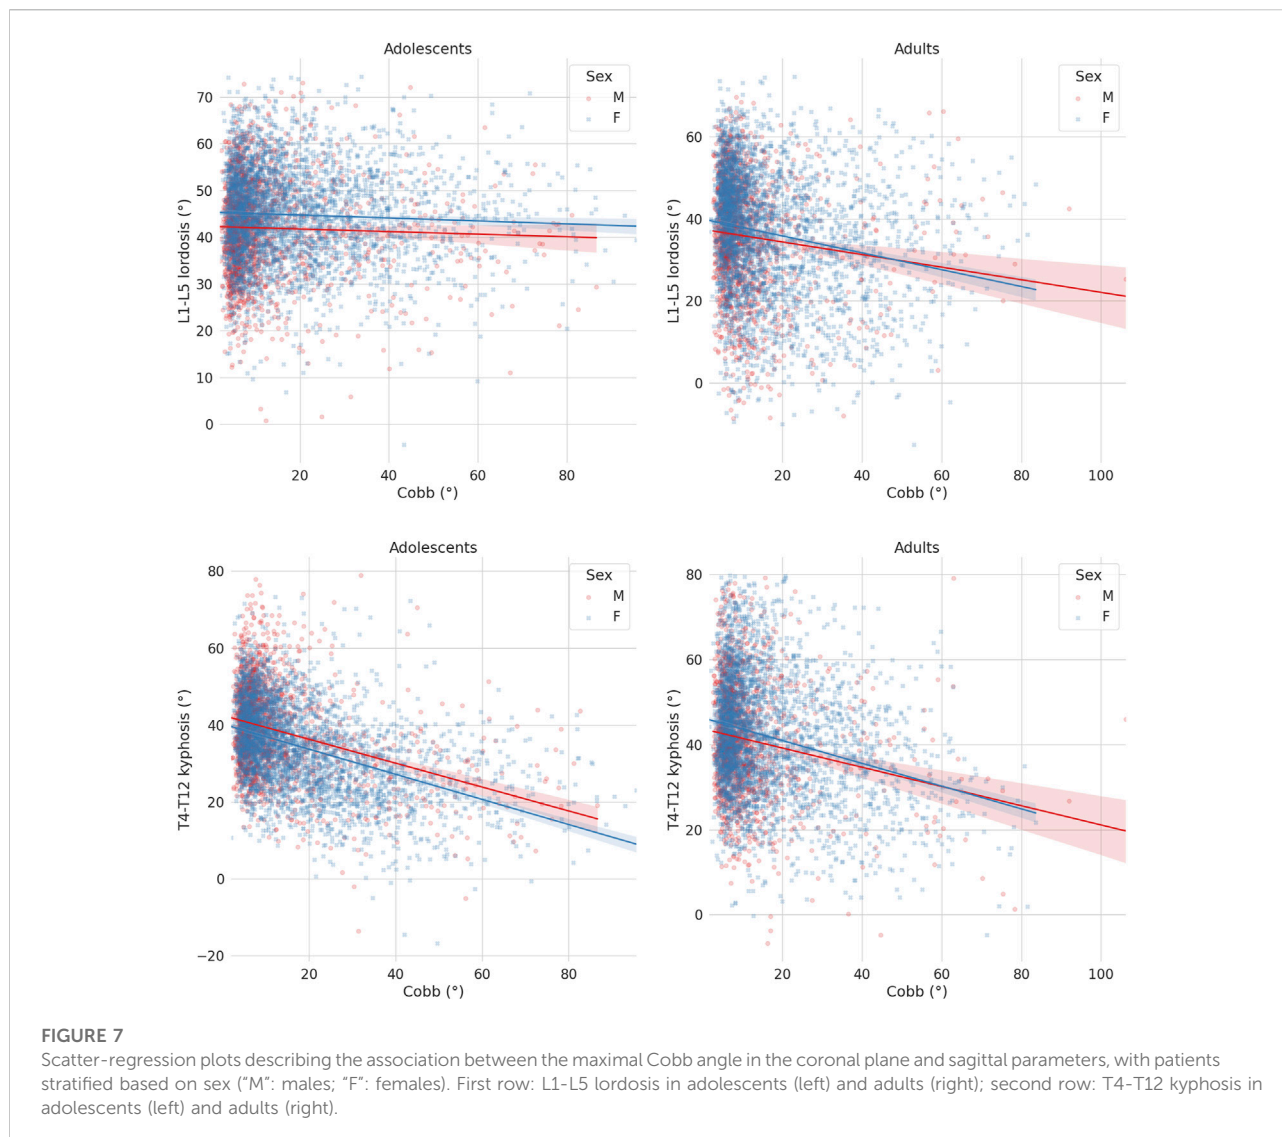 Adolescents
Sex
M
F
L1-L5 lordosis (°)
70
60
50
40
30
20
10
0
20 40 60 80
Cobb (°)
Adults
Sex
M
F
L1-L5 lordosis (°)
60
40
20
0
20 40 60 80 100
Cobb (°)
Adolescents
Sex
M
F
T4-T12 kyphosis (°)
80
60
40
20
0
−20
20 40 60 80
Cobb (°)
Adults
Sex
M
F
T4-T12 kyphosis (°)
80
60
40
20
0
20 40 60 80 100
Cobb (°)
FIGURE 7
Scatter-regression plots describing the association between the maximal Cobb angle in the coronal plane and sagittal parameters, with patients
stratified based on sex (“M”: males; “F”: females). First row: L1-L5 lordosis in adolescents (left) and adults (right); second row: T4-T12 kyphosis in
adolescents (left) and adults (right).